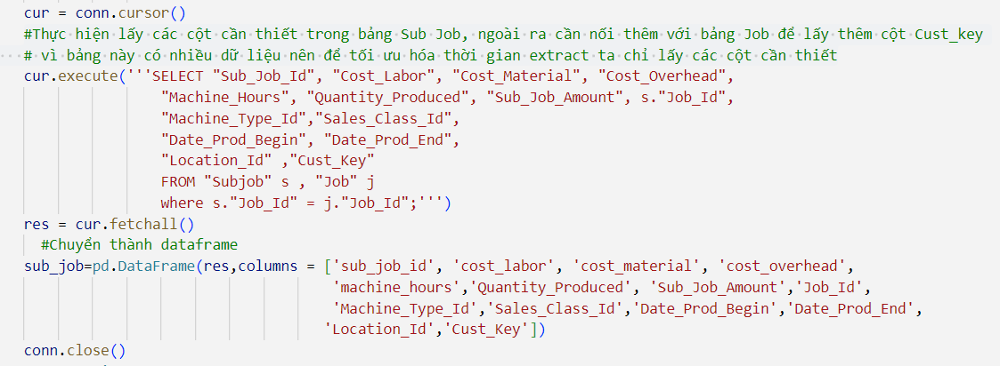 cur = conn.cursor()
#Thực hiện lấy các cột cần thiết trong bảng Sub Job, ngoài ra cần nối thêm với bảng Job để lấy thêm cột Cust_key
# vì bảng này có nhiều dữ liệu nên để tối ưu hóa thời gian extract ta chỉ lấy các cột cần thiết
cur.execute('''SELECT "Sub_Job_Id", "Cost_Labor", "Cost_Material", "Cost_Overhead",
"Machine_Hours", "Quantity_Produced", "Sub_Job_Amount", s."Job_Id",
"Machine_Type_Id","Sales_Class_Id",
"Date_Prod_Begin", "Date_Prod_End",
"Location_Id" ,"Cust_Key"
FROM "Subjob" s , "Job" j
where s."Job_Id" = j."Job_Id";''')
res = cur.fetchall()
#Chuyển thành dataframe
sub_job=pd.DataFrame(res,columns = ['sub_job_id', 'cost_labor', 'cost_material', 'cost_overhead',
'machine_hours','Quantity_Produced', 'Sub_Job_Amount','Job_Id',
'Machine_Type_Id','Sales_Class_Id','Date_Prod_Begin','Date_Prod_End',
'Location_Id','Cust_Key'])
conn.close()